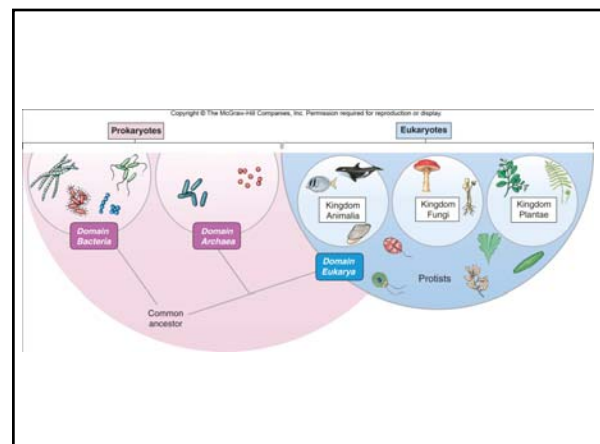 Copyright © The McGraw-Hill Companies, Inc. Permission required for reproduction or display.
Prokaryotes
Eukaryotes
Kingdom
Animalia
Kingdom
Fungi
Kingdom
Plantae
Domain
Bacteria
Domain
Archaea
Domain
Eukarya
Protists
Common
ancestor